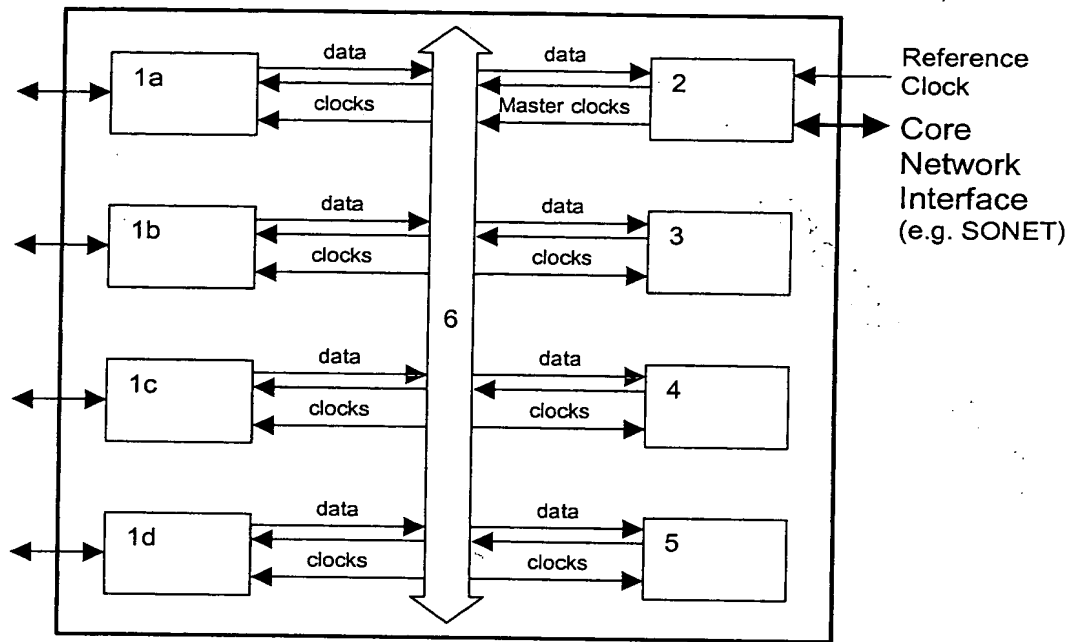 1a
data
clocks
data
Master clocks
2
Reference
Clock
Core
Network
Interface
(e.g. SONET)
1b
data
clocks
data
clocks
3
6
1c
data
clocks
data
clocks
4
1d
data
clocks
data
clocks
5